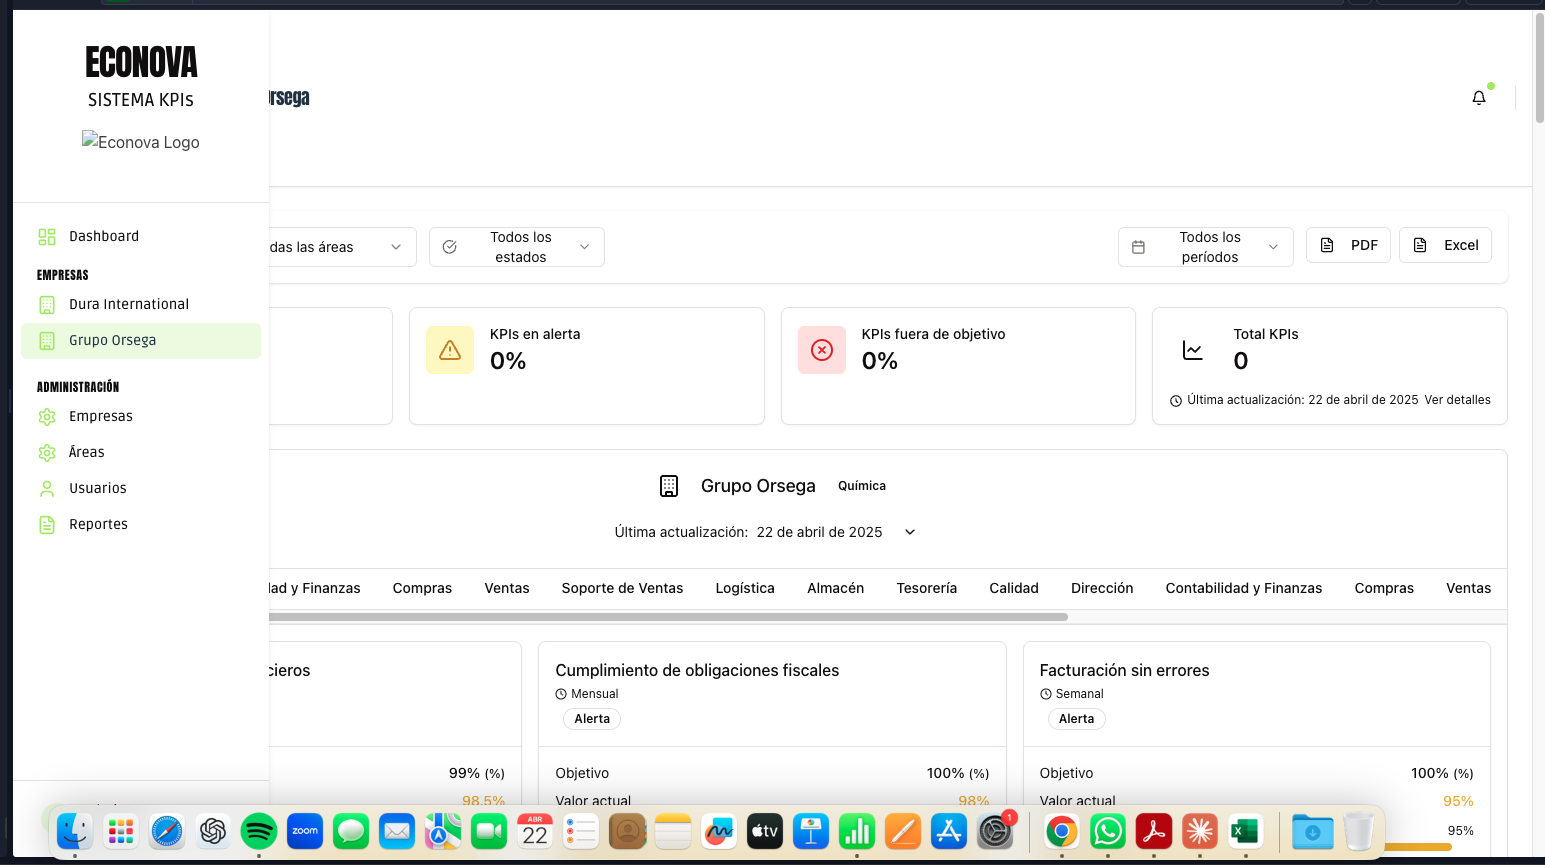 ECONOVA
SISTEMA KPIs
Econova Logo
Dashboard
EMPRESAS
Dura International
Grupo Orsega
ADMINISTRACIÓN
Empresas
Áreas
Usuarios
Reportes
rsega
das las áreas
Todos los
estados
Todos los
períodos
PDF
Excel
KPIs en alerta
0%
KPIs fuera de objetivo
0%
Total KPIs
0
Última actualización: 22 de abril de 2025 Ver detalles
Grupo Orsega Química
Última actualización: 22 de abril de 2025
dad y Finanzas Compras Ventas Soporte de Ventas Logística Almacén Tesorería Calidad Dirección Contabilidad y Finanzas Compras Ventas
cieros
99% (%)
98.5%
Cumplimiento de obligaciones fiscales
Mensual
Alerta
Objetivo 100% (%)
Valor actual 98%
Facturación sin errores
Semanal
Alerta
Objetivo 100% (%)
Valor actual 95%
95%
zoom
ABR
22
tv
1